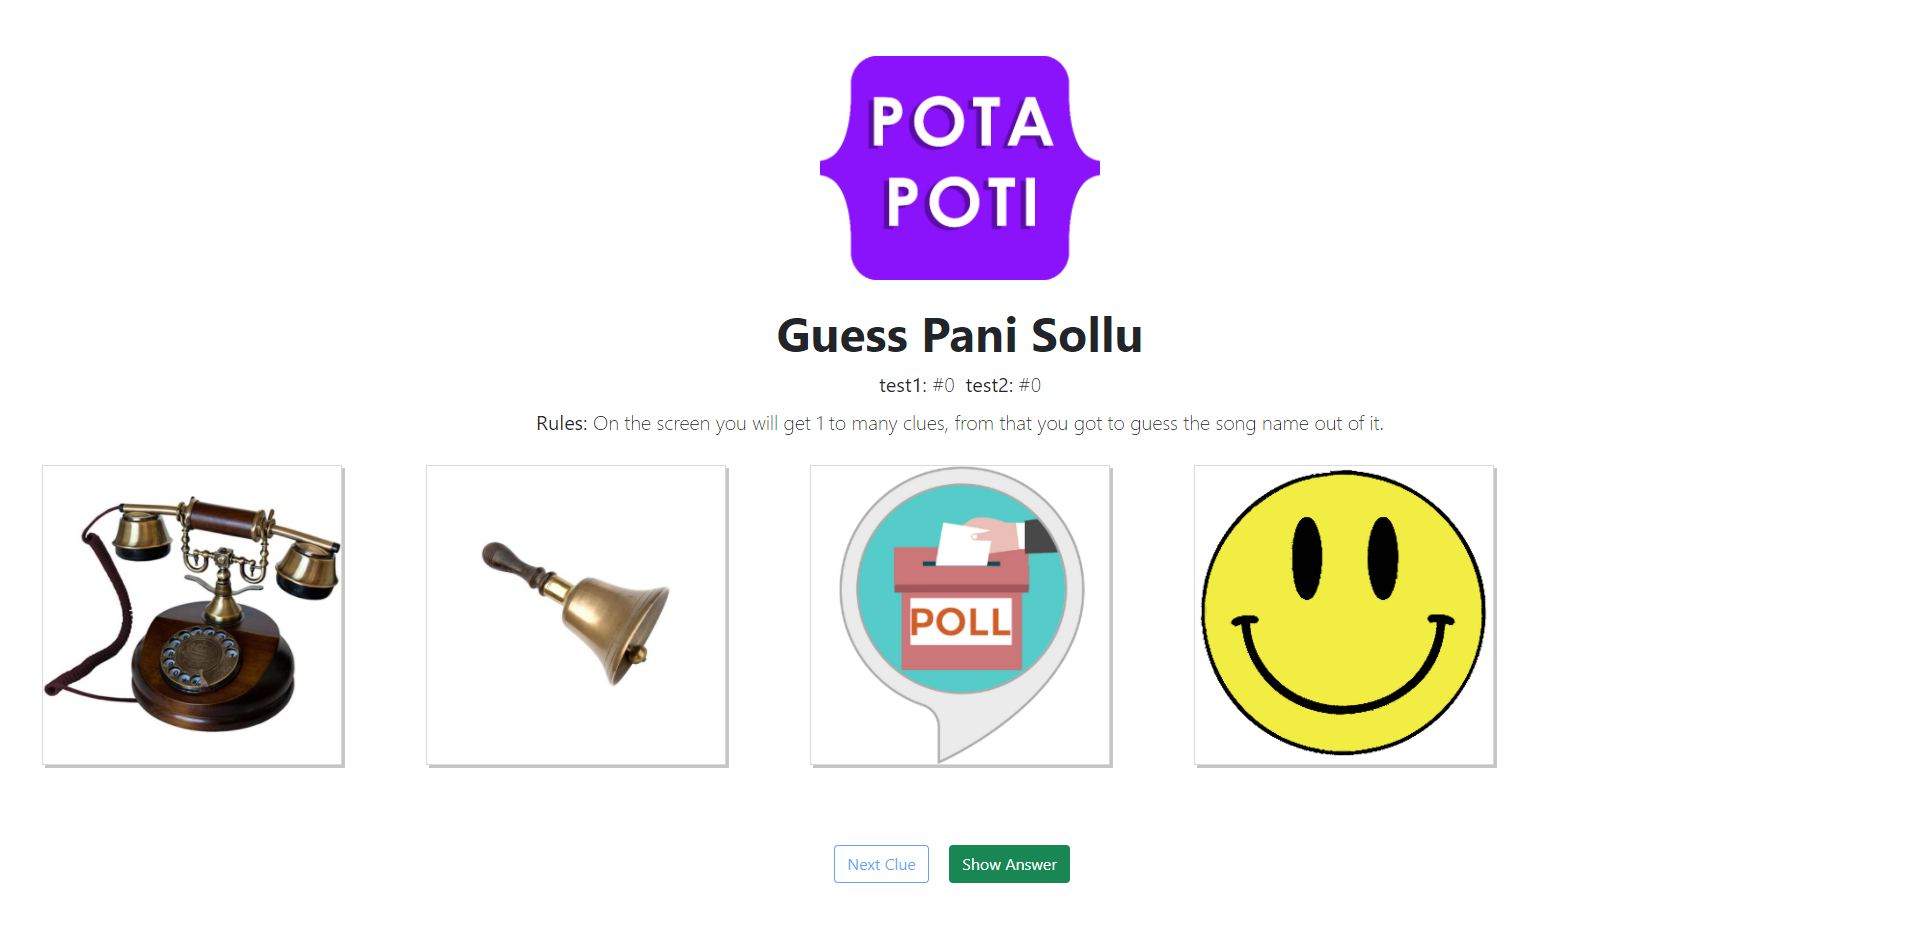 POTA
POTI
Guess Pani Sollu
test1: #0 test2: #0
Rules: On the screen you will get 1 to many clues, from that you got to guess the song name out of it.
POLL
Next Clue
Show Answer